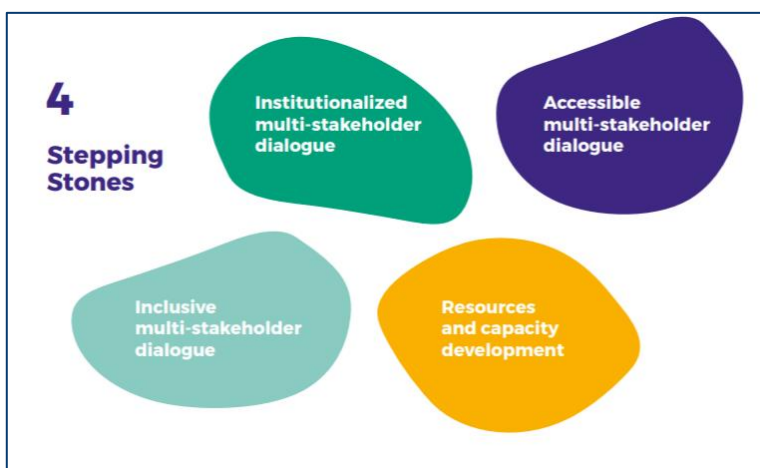 4
Stepping
Stones
Institutionalized
multi-stakeholder
dialogue
Accessible
multi-stakeholder
dialogue
Inclusive
multi-stakeholder
dialogue
Resources
and capacity
development